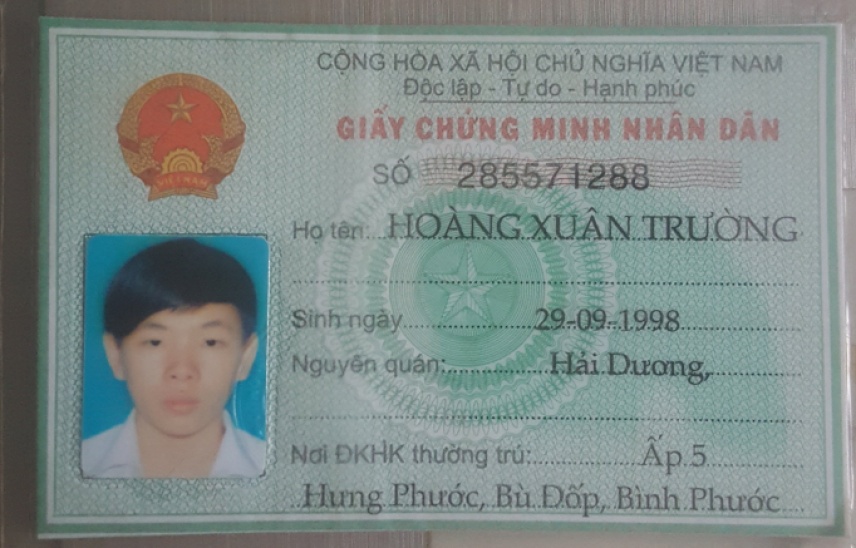 CỘNG HÒA XÃ HỘI CHỦ NGHĨA VIỆT NAM
Độc lập - Tự do - Hạnh phúc
GIẤY CHỨNG MINH NHÂN DÂN
SỐ 285571288
VIỆT NAM
Họ tên: HOÀNG XUÂN TRƯỜNG
Sinh ngày 29-09-1998
Nguyên quán: Hải Dương,
Nơi ĐKHK thường trú: Ấp 5
Hưng Phước, Bù Đốp, Bình Phước